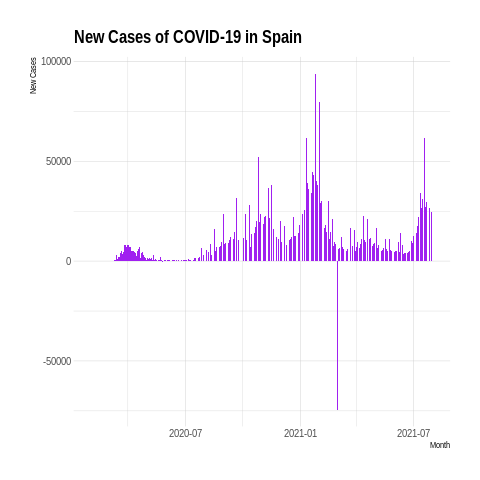 New Cases of COVID-19 in Spain
New Cases
100000
50000
0
-50000
2020-07
2021-01
2021-07
Month